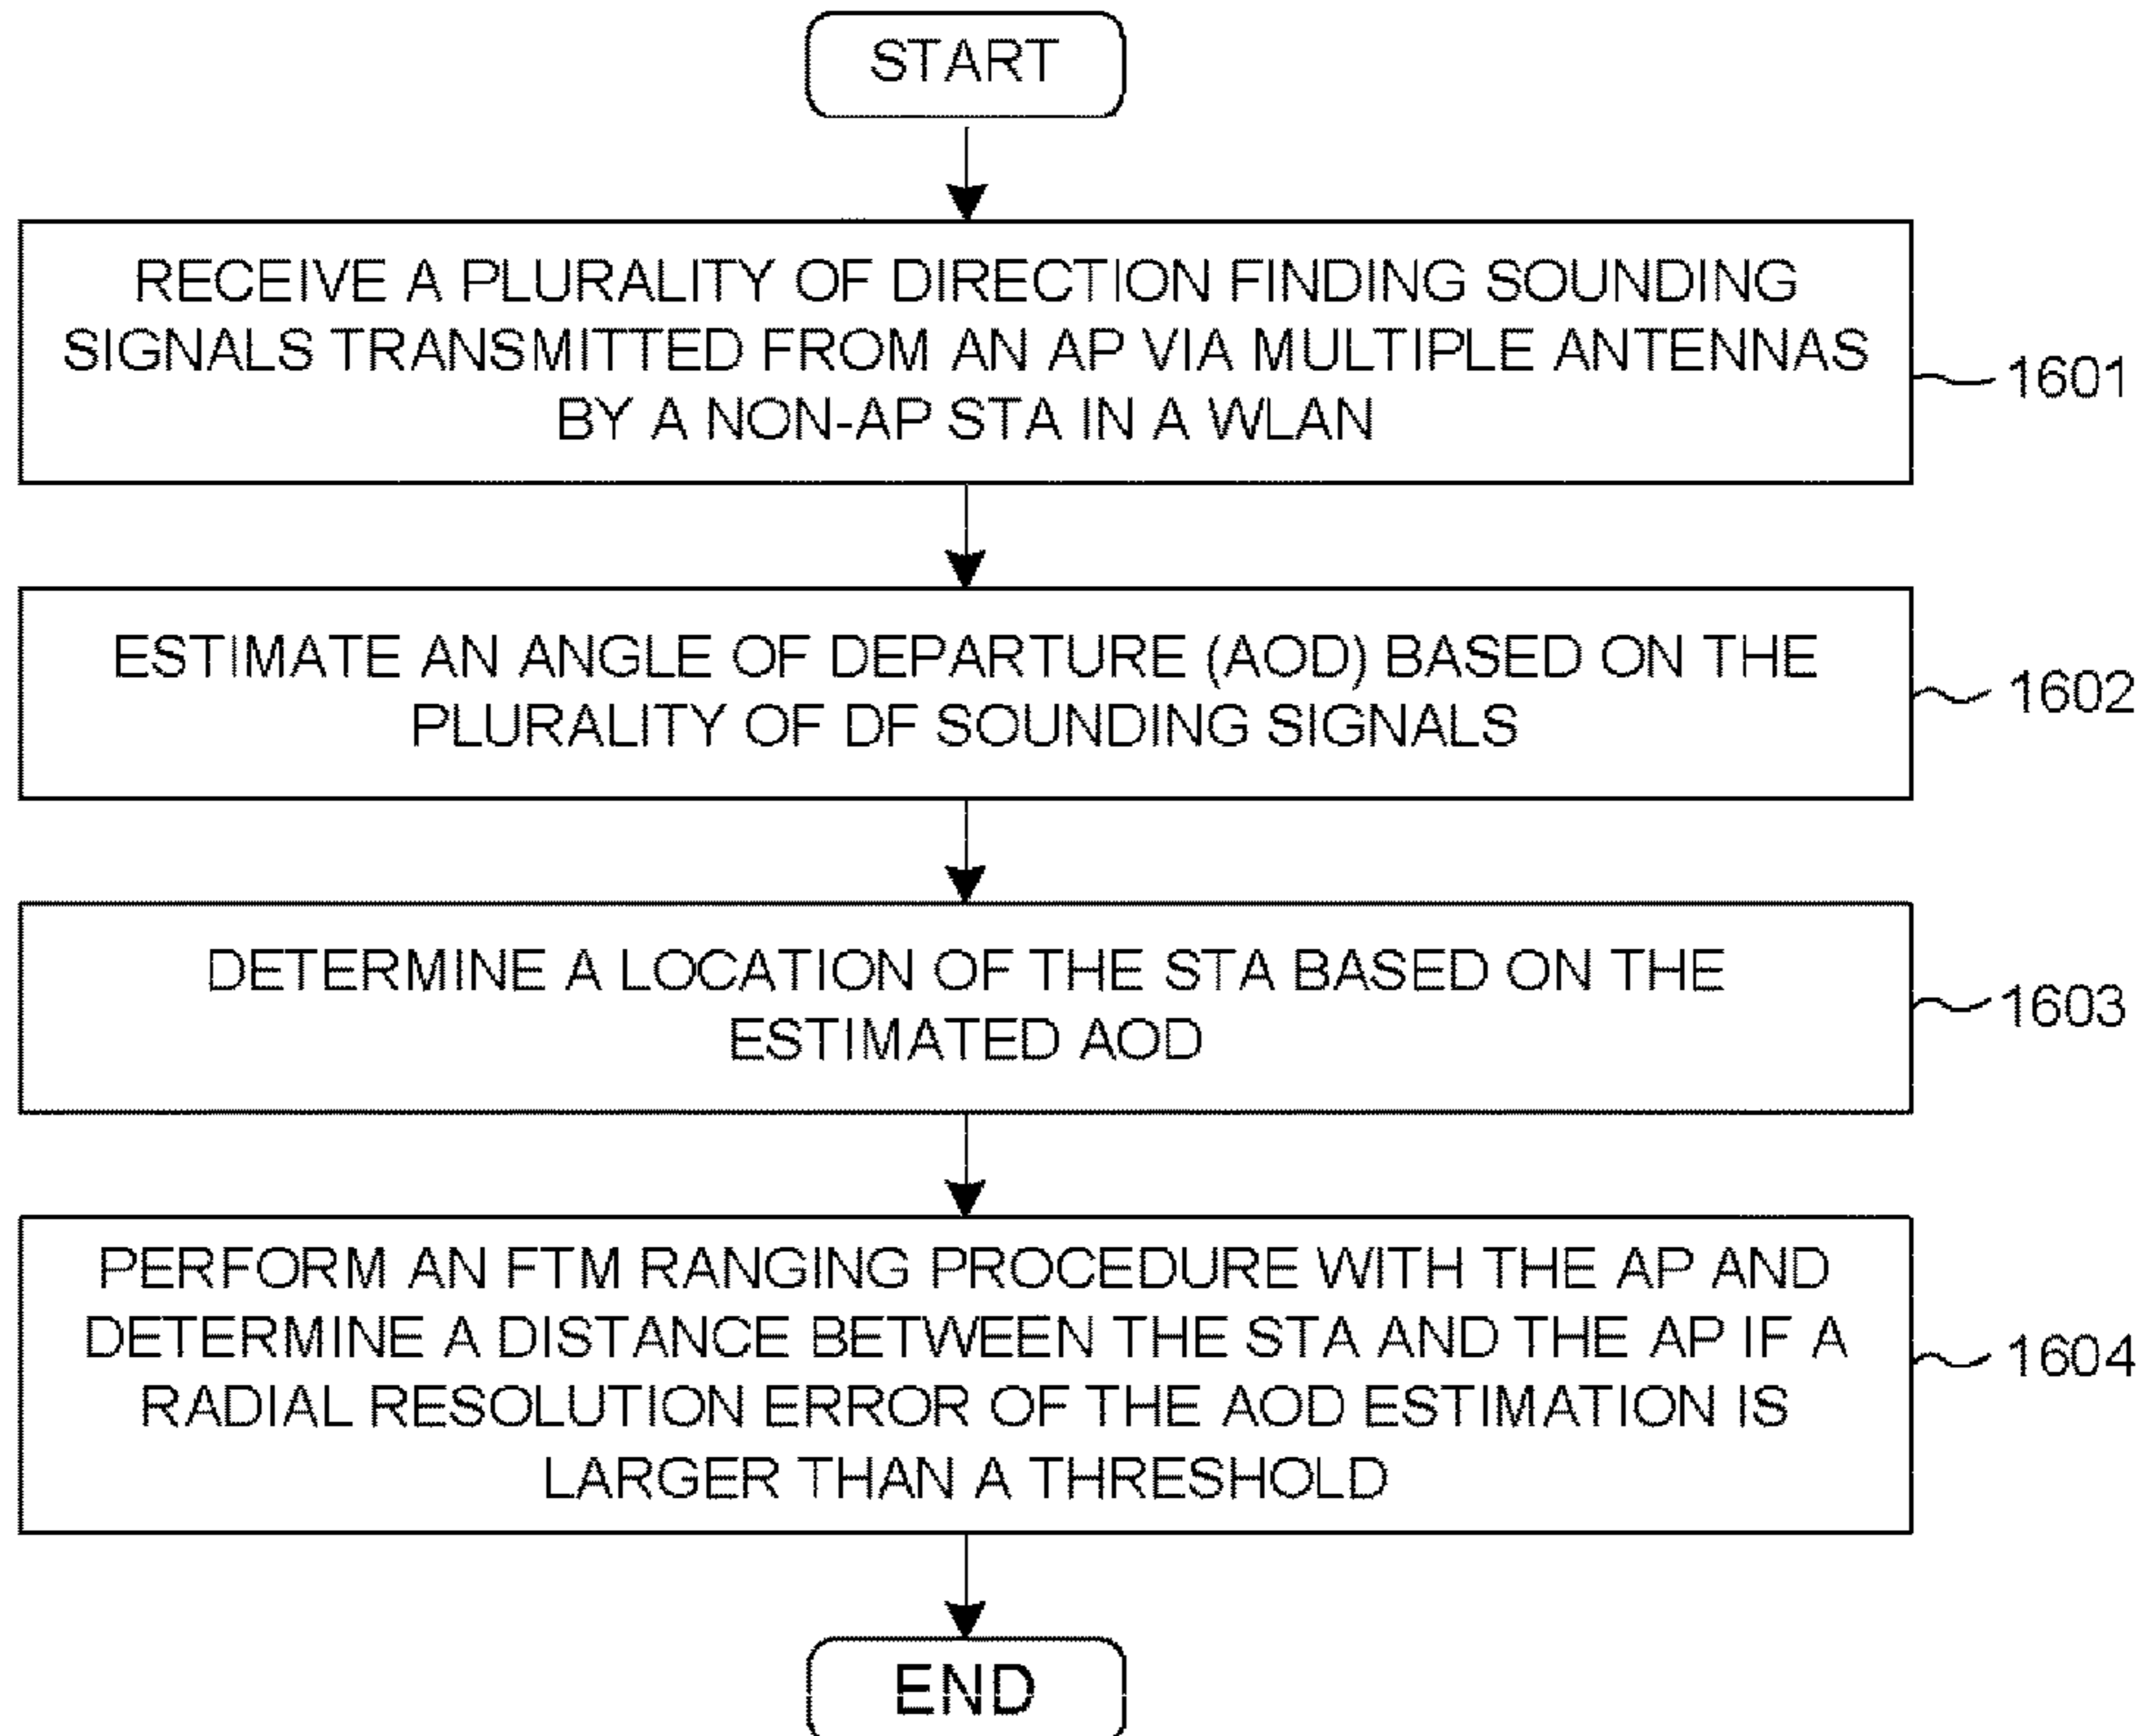 START
RECEIVE A PLURALITY OF DIRECTION FINDING SOUNDING
SIGNALS TRANSMITTED FROM AN AP VIA MULTIPLE ANTENNAS
BY A NON-AP STA IN A WLAN
1601
ESTIMATE AN ANGLE OF DEPARTURE (AOD) BASED ON THE
PLURALITY OF DF SOUNDING SIGNALS
1602
DETERMINE A LOCATION OF THE STA BASED ON THE
ESTIMATED AOD
1603
PERFORM AN FTM RANGING PROCEDURE WITH THE AP AND
DETERMINE A DISTANCE BETWEEN THE STA AND THE AP IF A
RADIAL RESOLUTION ERROR OF THE AOD ESTIMATION IS
LARGER THAN A THRESHOLD
1604
END